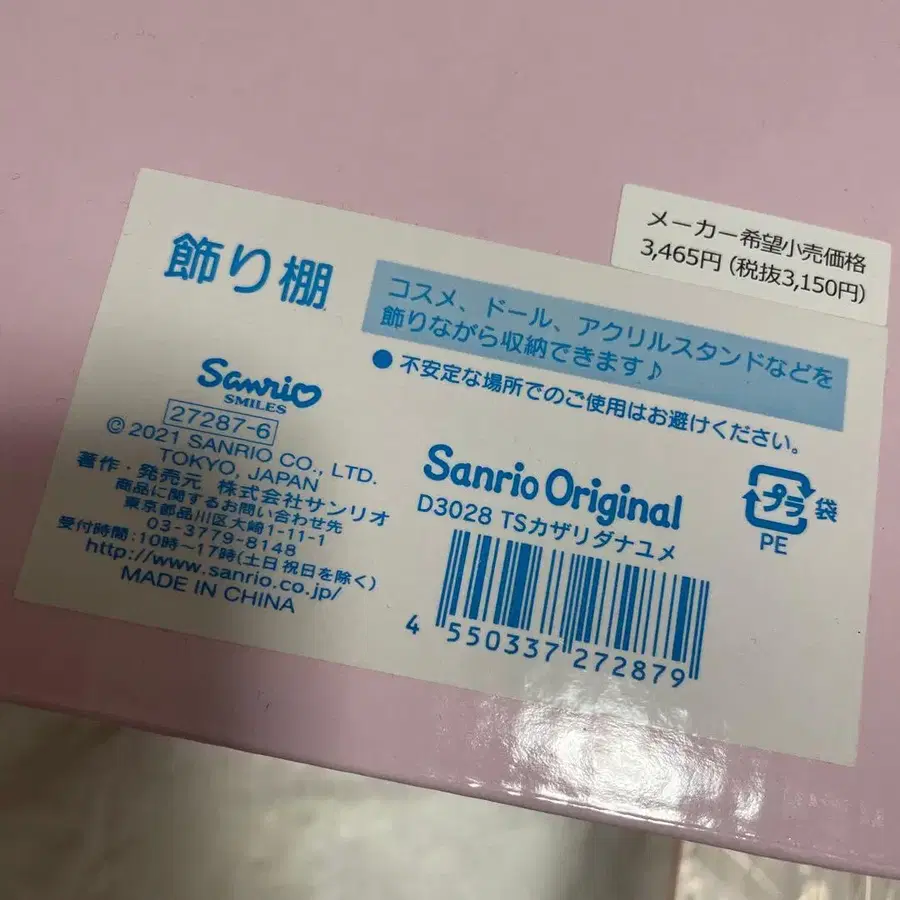 メーカー希望小売価格
3,465円(税抜3,150円)
飾り棚
コスメ、ドール、アクリルスタンドなどを
飾りながら収納できます♪
● 不安定な場所でのご使用はお避けください。
Sanrio
SMILES
27287-6
© 2021 SANRIO CO., LTD.
TOKYO, JAPAN
著作・発売元 株式会社サンリオ
商品に関するお問い合わせ先
東京都品川区大崎1-11-1
03-3779-8148
受付時間:10時~17時(土日祝日を除く)
http://www.sanrio.co.jp/
MADE IN CHINA
Sanrio Original
D3028 TSカザリダナユメ
4 550337 272879
プラ
袋
PE